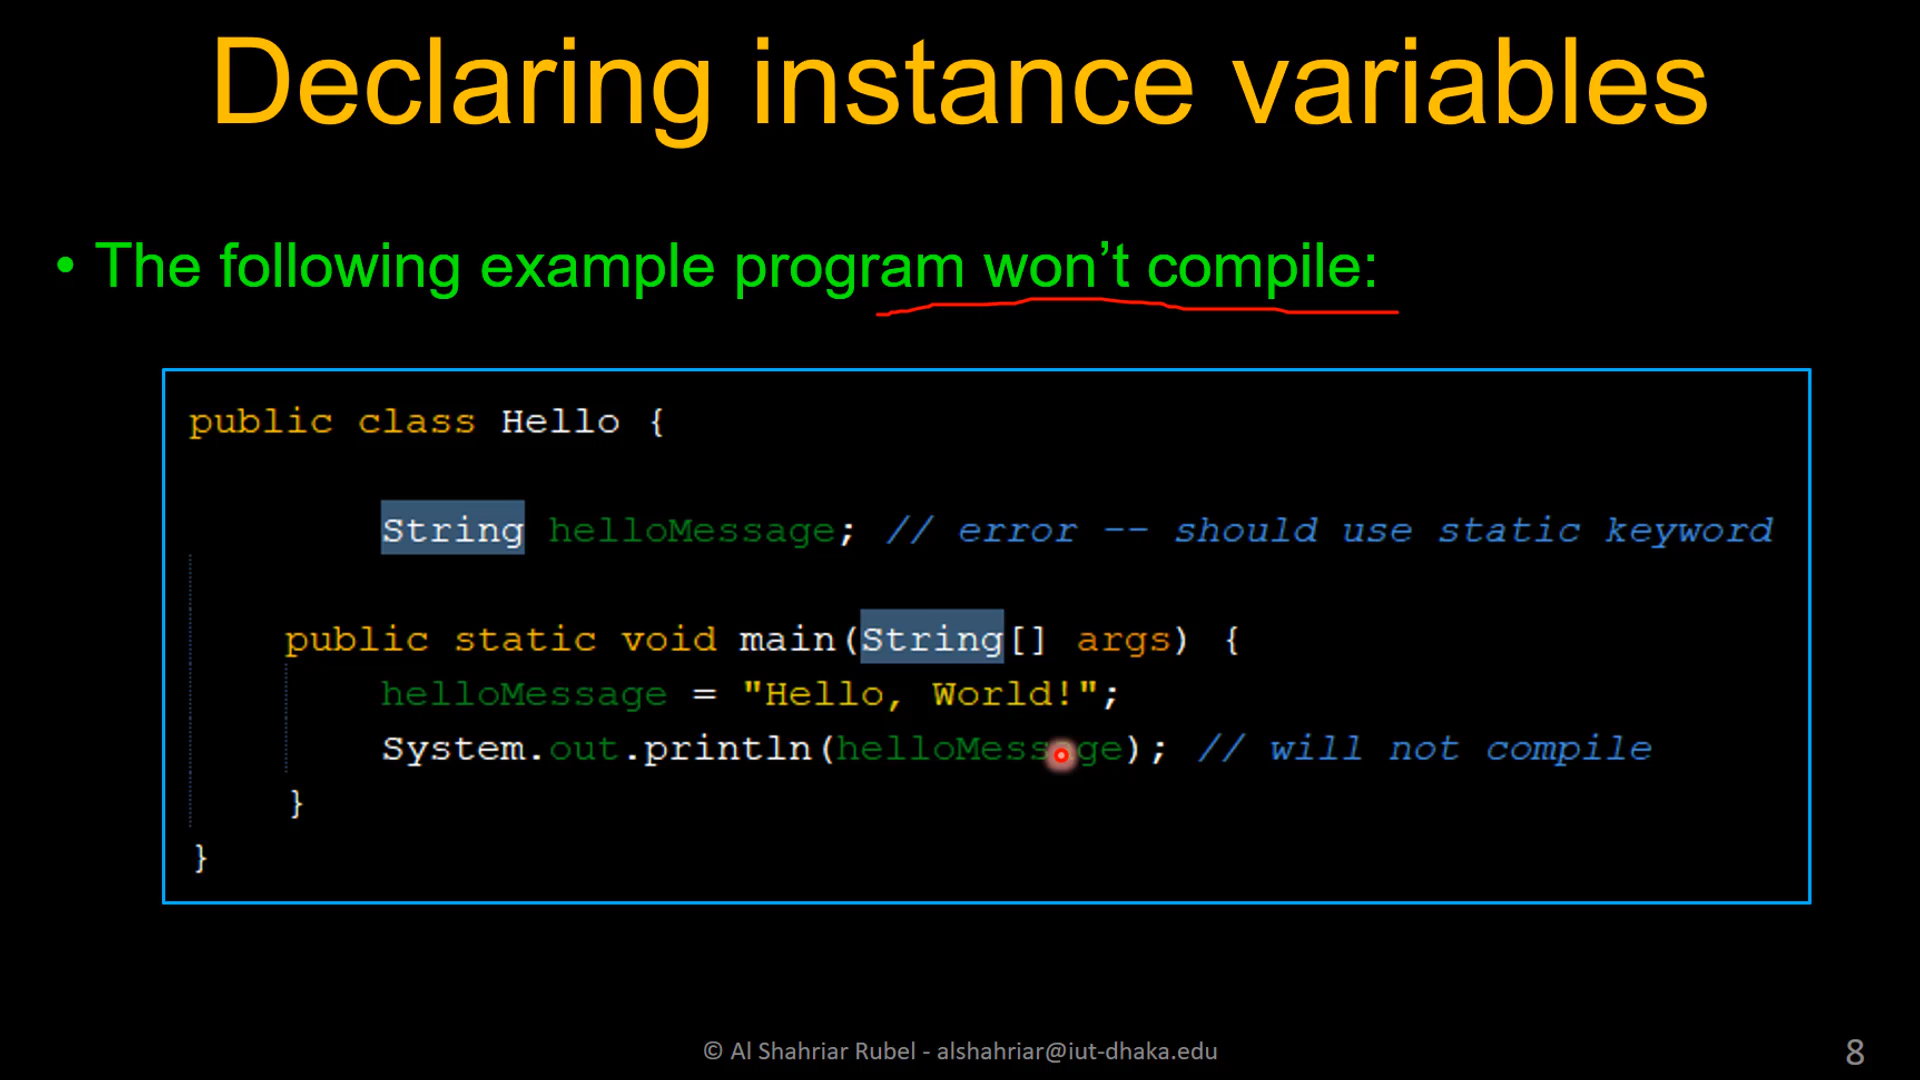 Declaring instance variables
• The following example program won’t compile:
public class Hello {
String helloMessage; // error -- should use static keyword
public static void main(String[] args) {
helloMessage = "Hello, World!";
System.out.println(helloMessage); // will not compile
}
}
© Al Shahriar Rubel - alshahriar@iut-dhaka.edu
8